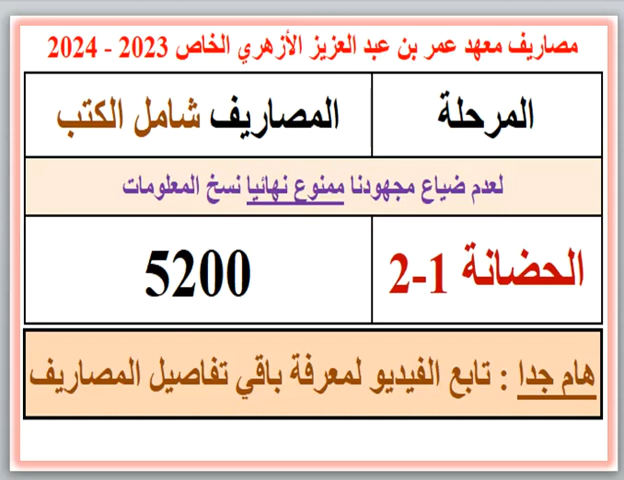 مصاريف معهد عمر بن عبد العزيز الأزهري الخاص 2023 - 2024
المرحلة المصاريف شامل الكتب
لعدم ضياع مجهودنا ممنوع نهائيا نسخ المعلومات
الحضانة 1-2 5200
هام جدا : تابع الفيديو لمعرفة باقي تفاصيل المصاريف